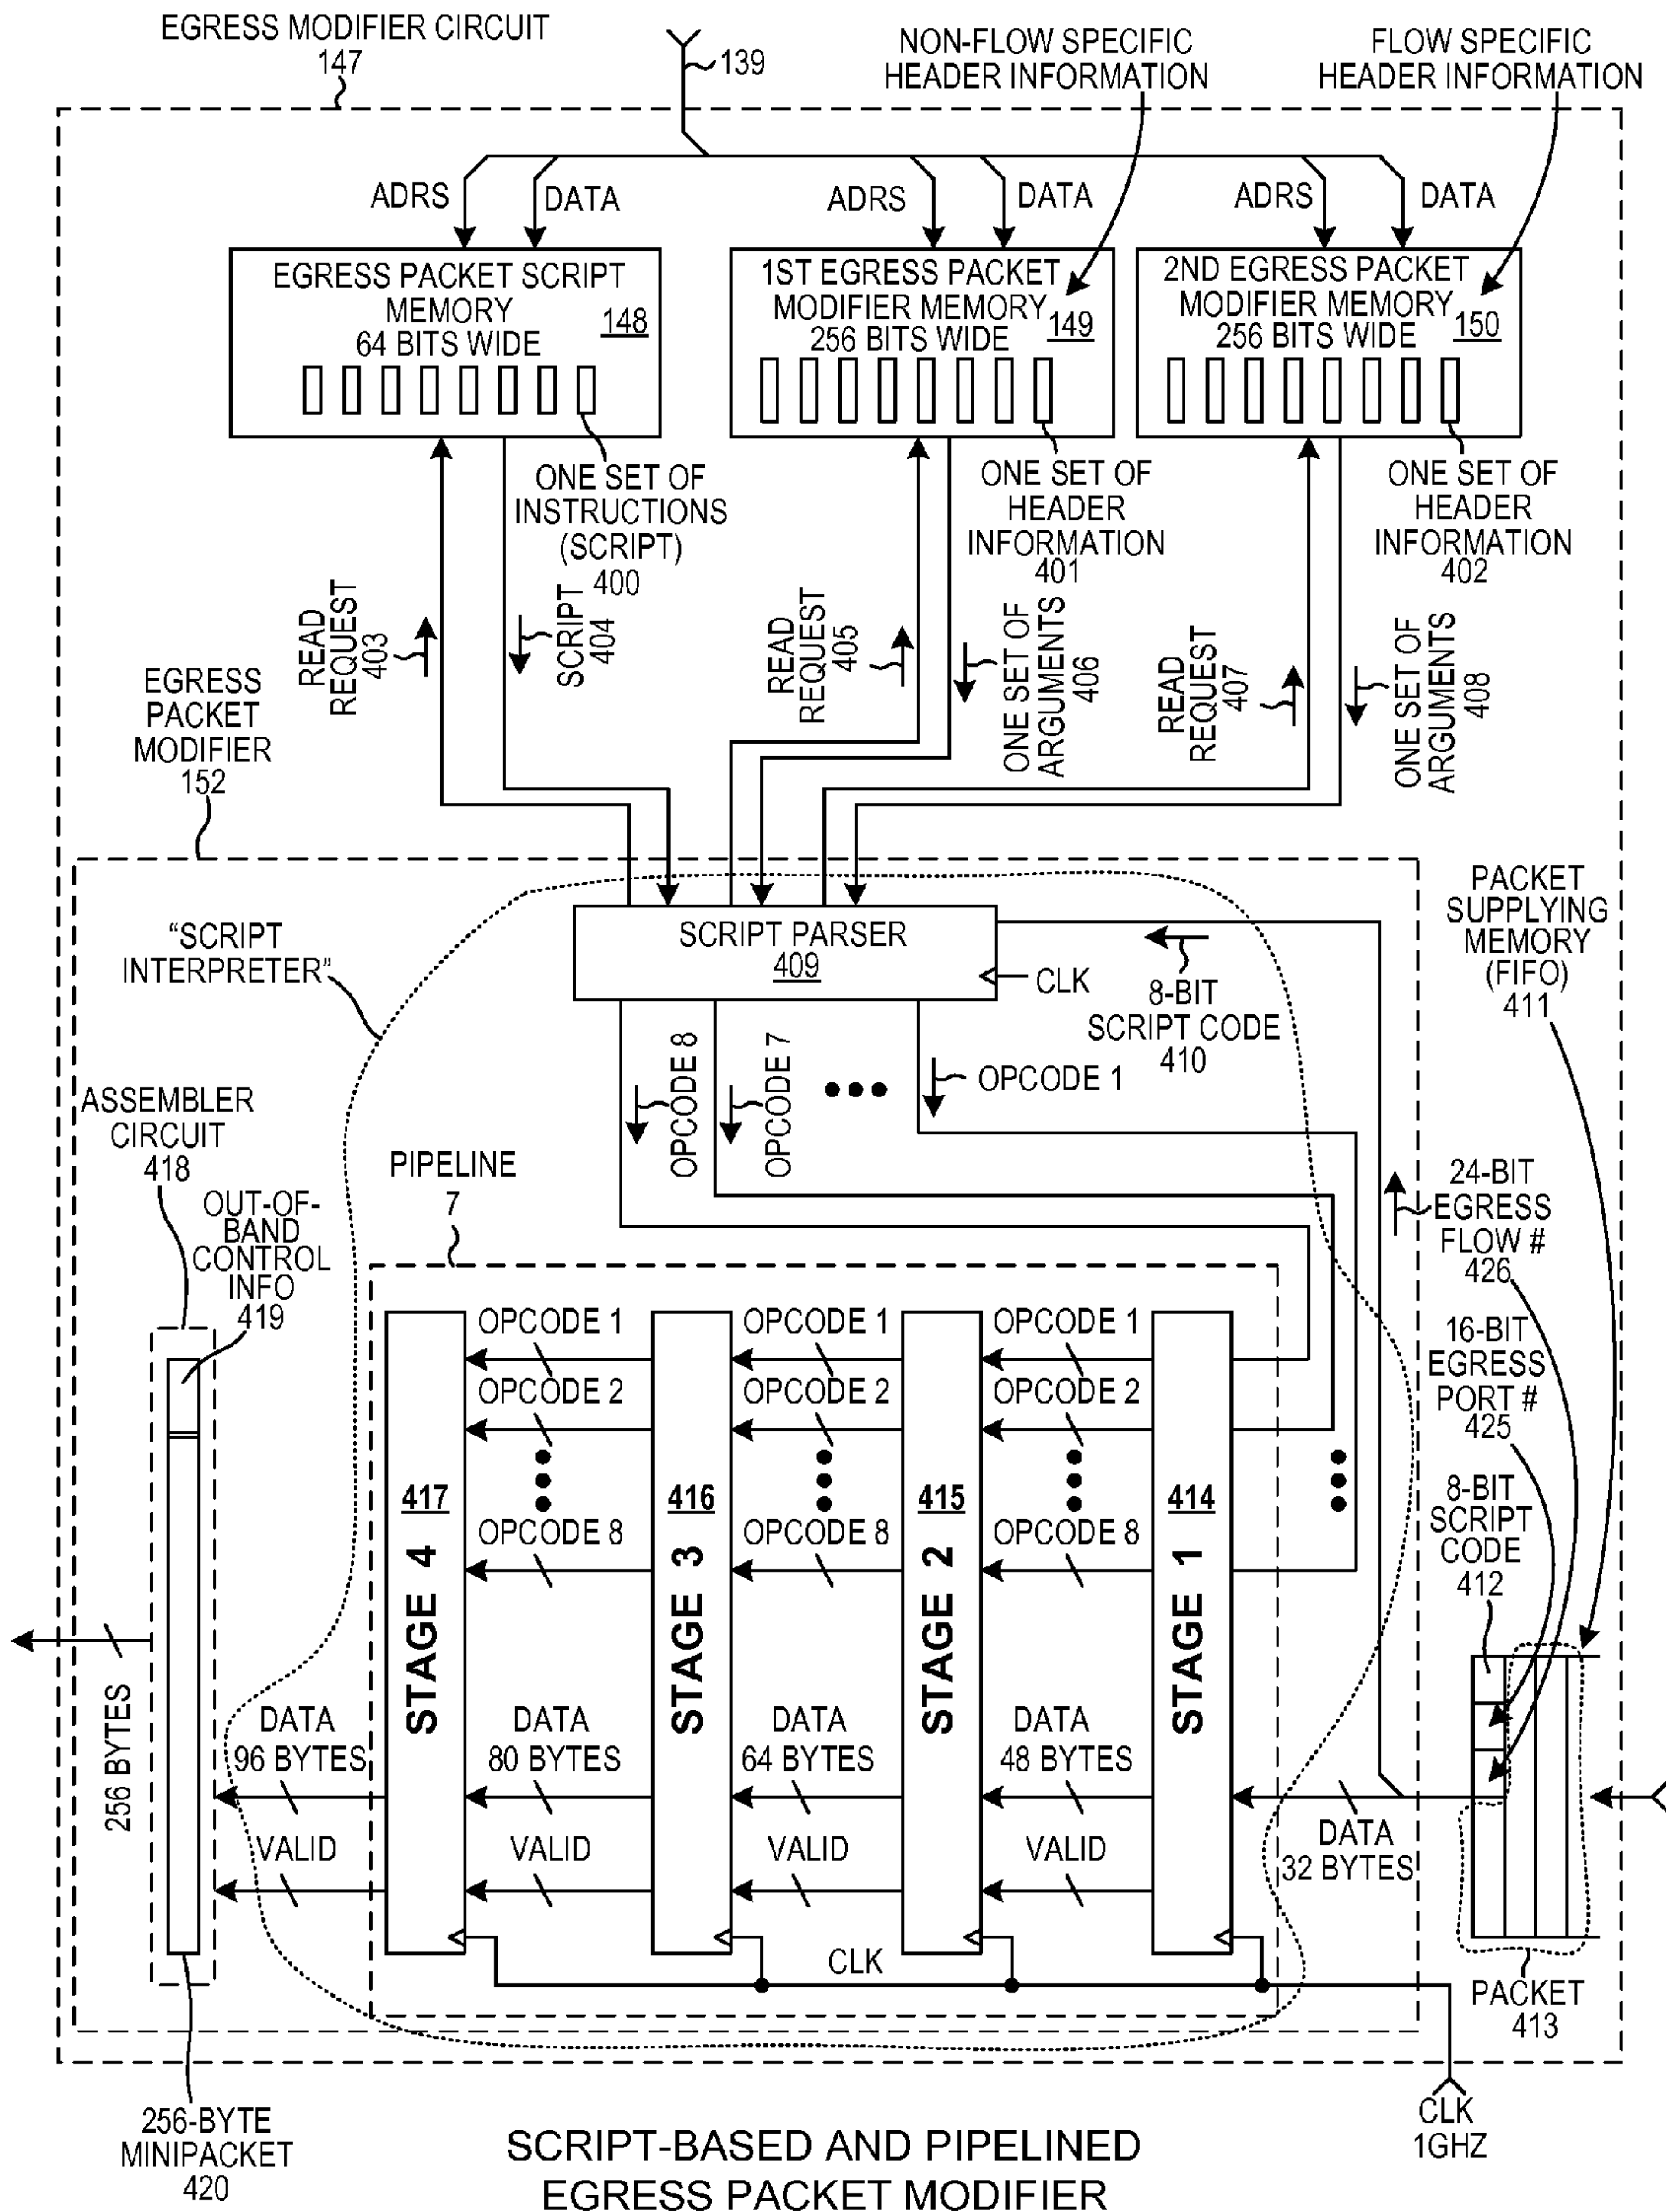 EGRESS MODIFIER CIRCUIT
147
139
NON-FLOW SPECIFIC
HEADER INFORMATION
FLOW SPECIFIC
HEADER INFORMATION
ADRS
DATA
ADRS
DATA
ADRS
DATA
EGRESS PACKET SCRIPT
MEMORY
64 BITS WIDE
148
1ST EGRESS PACKET
MODIFIER MEMORY
256 BITS WIDE
149
2ND EGRESS PACKET
MODIFIER MEMORY
256 BITS WIDE
150
ONE SET OF
INSTRUCTIONS
(SCRIPT)
400
ONE SET OF
HEADER
INFORMATION
401
ONE SET OF
HEADER
INFORMATION
402
READ
REQUEST
403
SCRIPT
404
READ
REQUEST
405
ONE SET OF
ARGUMENTS
406
READ
REQUEST
407
ONE SET OF
ARGUMENTS
408
EGRESS
PACKET
MODIFIER
152
"SCRIPT
INTERPRETER"
SCRIPT PARSER
409
CLK
8-BIT
SCRIPT CODE
410
PACKET
SUPPLYING
MEMORY
(FIFO)
411
OPCODE 8
OPCODE 7
OPCODE 1
ASSEMBLER
CIRCUIT
418
OUT-OF-
BAND
CONTROL
INFO
419
PIPELINE
7
24-BIT
EGRESS
FLOW #
426
16-BIT
EGRESS
PORT #
425
8-BIT
SCRIPT
CODE
412
OPCODE 1
OPCODE 1
OPCODE 1
OPCODE 2
OPCODE 2
OPCODE 2
417
416
415
414
OPCODE 8
OPCODE 8
OPCODE 8
STAGE 4
STAGE 3
STAGE 2
STAGE 1
256 BYTES
DATA
96 BYTES
DATA
80 BYTES
DATA
64 BYTES
DATA
48 BYTES
DATA
32 BYTES
VALID
VALID
VALID
VALID
CLK
PACKET
413
256-BYTE
MINIPACKET
420
CLK
1GHZ
SCRIPT-BASED AND PIPELINED
EGRESS PACKET MODIFIER